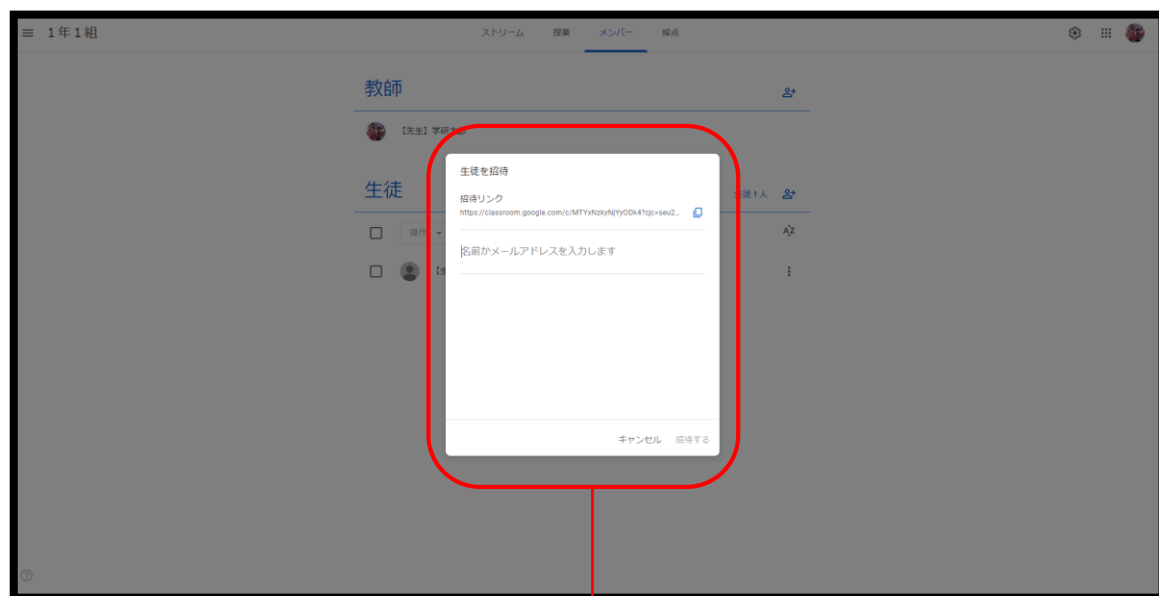 1年1組
ストリーム 授業 メンバー 採点
教師
【先生】学研太郎
生徒を招待
生徒
生徒1人
招待リンク
https://classroom.google.com/c/MTYxNzkyNjYyODk4?cjc=seu2...
操作
名前かメールアドレスを入力します
キャンセル 招待する